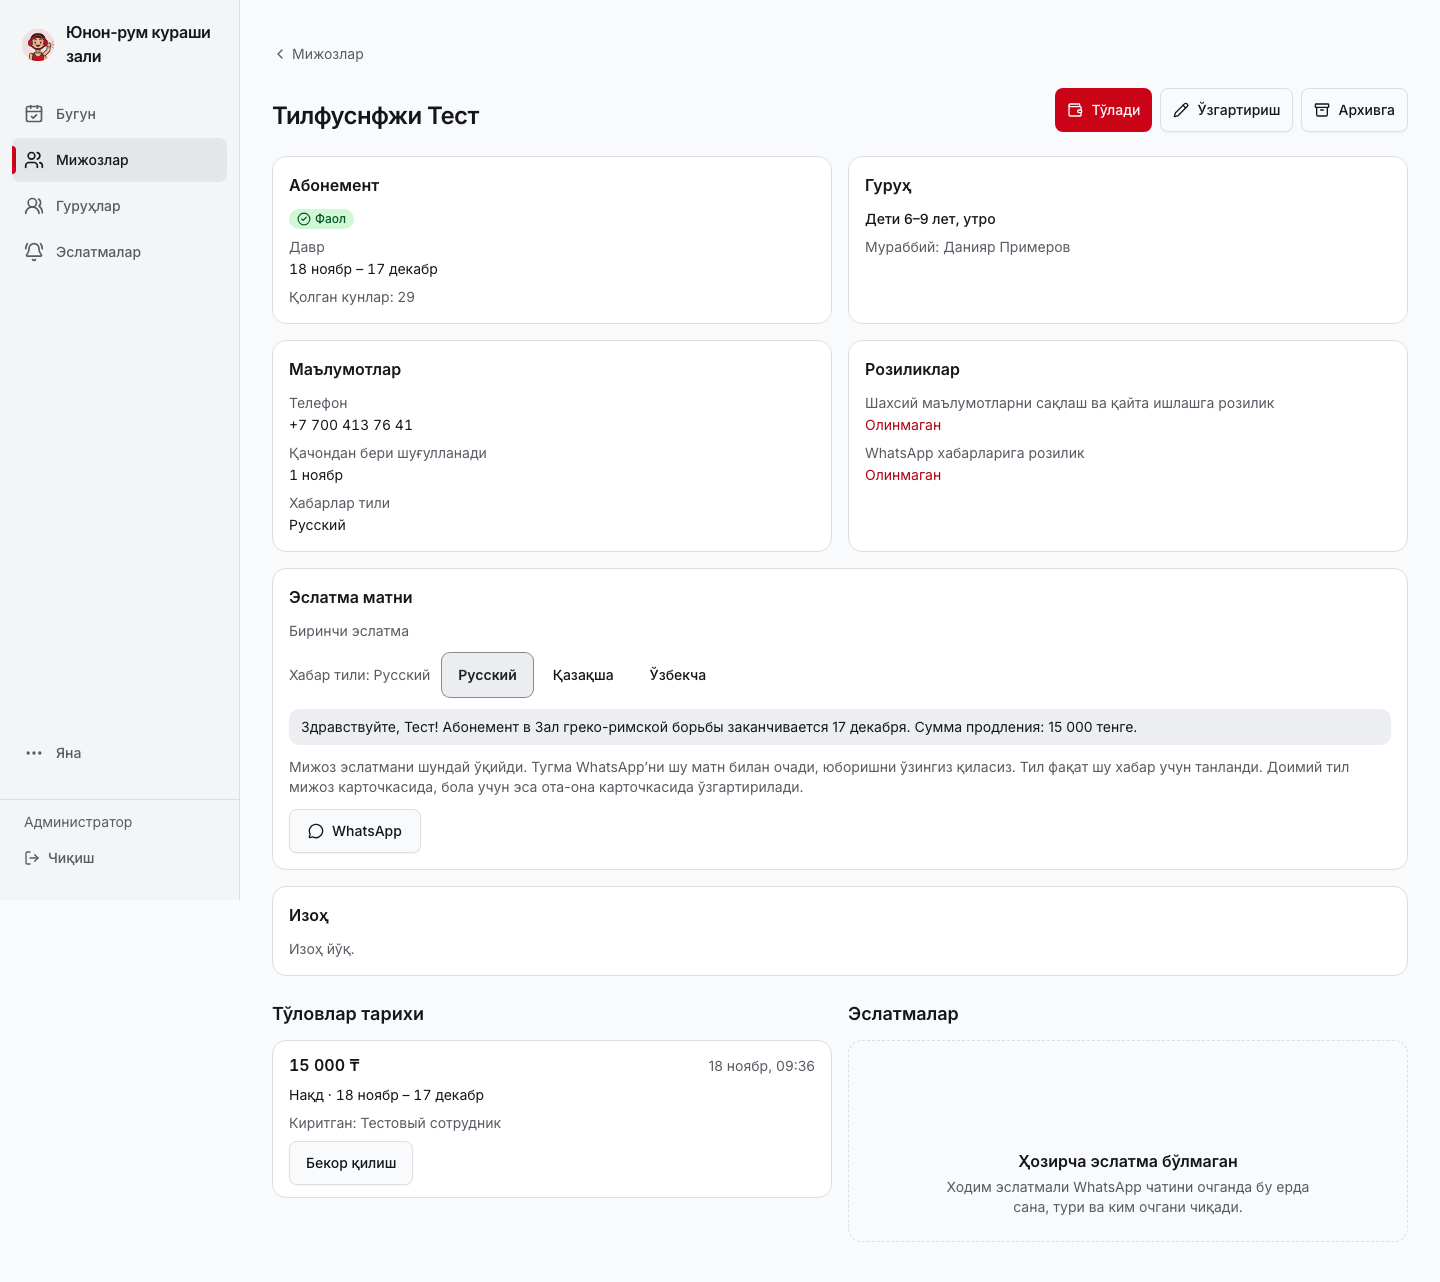 Юнон-рум кураши
зали
Бугун
Мижозлар
Гуруҳлар
Эслатмалар
Яна
Администратор
Чиқиш
Мижозлар
Тилфуснфжи Тест
Тўлади
Ўзгартириш
Архивга
Абонемент
Фаол
Давр
18 ноябр – 17 декабр
Қолган кунлар: 29
Гуруҳ
Дети 6–9 лет, утро
Мураббий: Данияр Примеров
Маълумотлар
Телефон
+7 700 413 76 41
Қачондан бери шуғулланади
1 ноябр
Хабарлар тили
Русский
Розиликлар
Шахсий маълумотларни сақлаш ва қайта ишлашга розилик
Олинмаган
WhatsApp хабарларига розилик
Олинмаган
Эслатма матни
Биринчи эслатма
Хабар тили: Русский Русский Қазақша Ўзбекча
Здравствуйте, Тест! Абонемент в Зал греко-римской борьбы заканчивается 17 декабря. Сумма продления: 15 000 тенге.
Мижоз эслатмани шундай ўқийди. Тугма WhatsApp’ни шу матн билан очади, юборишни ўзингиз қиласиз. Тил фақат шу хабар учун танланди. Доимий тил
мижоз карточкасида, бола учун эса ота-она карточкасида ўзгартирилади.
WhatsApp
Изоҳ
Изоҳ йўқ.
Тўловлар тарихи
15 000 ₸ 18 ноябр, 09:36
Нақд · 18 ноябр – 17 декабр
Киритган: Тестовый сотрудник
Бекор қилиш
Эслатмалар
Ҳозирча эслатма бўлмаган
Ходим эслатмали WhatsApp чатини очганда бу ерда
сана, тури ва ким очгани чиқади.